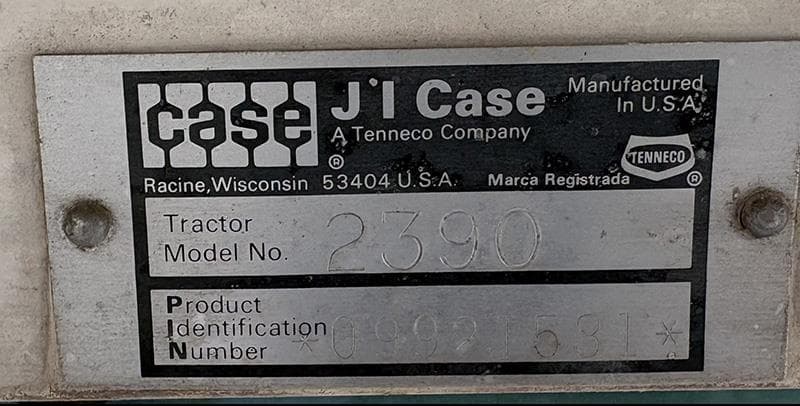 case
J I Case
A Tenneco Company
®
Manufactured
In U.S.A.
TENNECO
®
Racine, Wisconsin 53404 U.S.A. Marca Registrada
Tractor
Model No. 2390
Product
Identification
Number *09921581*